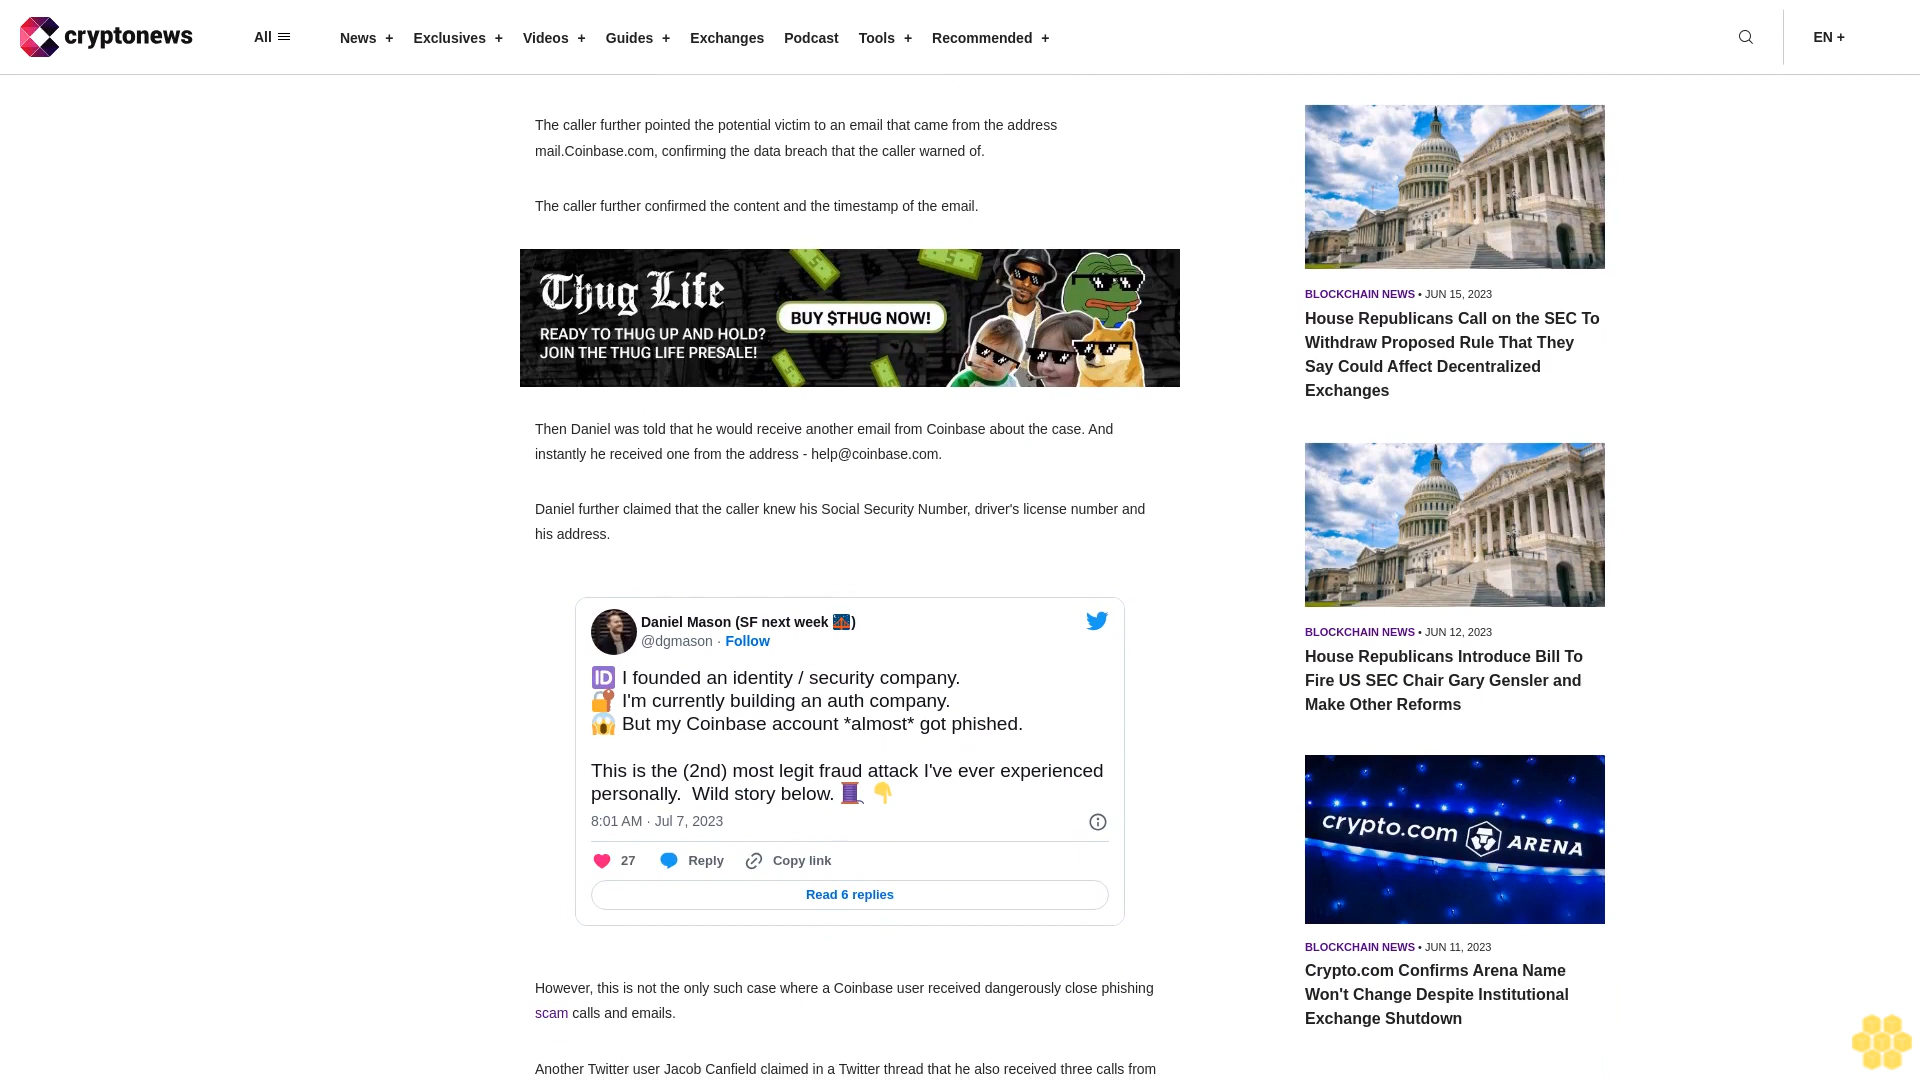 cryptonews
All
News +
Exclusives +
Videos +
Guides +
Exchanges
Podcast
Tools +
Recommended +
EN +
The caller further pointed the potential victim to an email that came from the address
mail.Coinbase.com, confirming the data breach that the caller warned of.
The caller further confirmed the content and the timestamp of the email.
Thug Life
READY TO THUG UP AND HOLD?
JOIN THE THUG LIFE PRESALE!
BUY $THUG NOW!
Then Daniel was told that he would receive another email from Coinbase about the case. And
instantly he received one from the address - help@coinbase.com.
Daniel further claimed that the caller knew his Social Security Number, driver's license number and
his address.
Daniel Mason (SF next week 🌉)
@dgmason · Follow
🆔 I founded an identity / security company.
🔐 I'm currently building an auth company.
😱 But my Coinbase account *almost* got phished.
This is the (2nd) most legit fraud attack I've ever experienced
personally.  Wild story below. 🧵 👇
8:01 AM · Jul 7, 2023
27
Reply
Copy link
Read 6 replies
However, this is not the only such case where a Coinbase user received dangerously close phishing
scam calls and emails.
Another Twitter user Jacob Canfield claimed in a Twitter thread that he also received three calls from
BLOCKCHAIN NEWS • JUN 15, 2023
House Republicans Call on the SEC To
Withdraw Proposed Rule That They
Say Could Affect Decentralized
Exchanges
BLOCKCHAIN NEWS • JUN 12, 2023
House Republicans Introduce Bill To
Fire US SEC Chair Gary Gensler and
Make Other Reforms
crypto.com ARENA
BLOCKCHAIN NEWS • JUN 11, 2023
Crypto.com Confirms Arena Name
Won't Change Despite Institutional
Exchange Shutdown